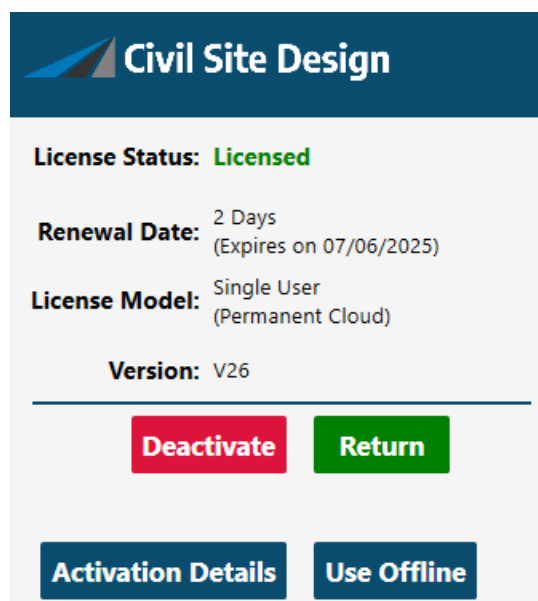 Civil Site Design
License Status: Licensed
Renewal Date: 2 Days
(Expires on 07/06/2025)
License Model: Single User
(Permanent Cloud)
Version: V26
Deactivate Return
Activation Details Use Offline